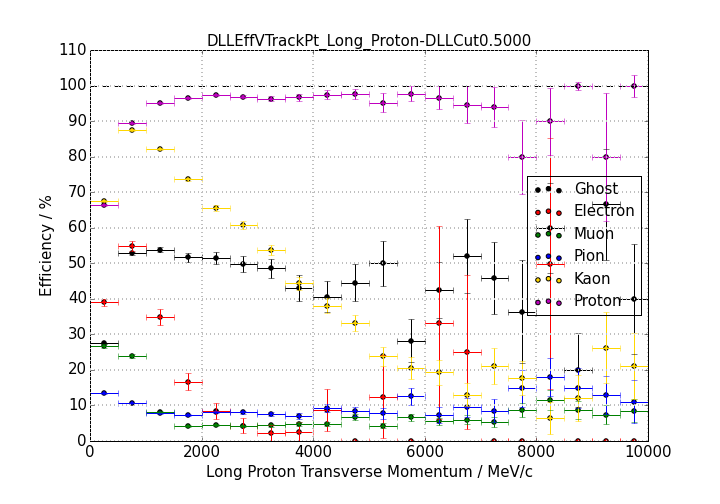 DLLEffVTrackPt_Long_Proton-DLLCut0.5000
110
100
90
80
70
60
50
40
30
20
10
0
Efficiency / %
Ghost
Electron
Muon
Pion
Kaon
Proton
0 2000 4000 6000 8000 10000
Long Proton Transverse Momentum / MeV/c